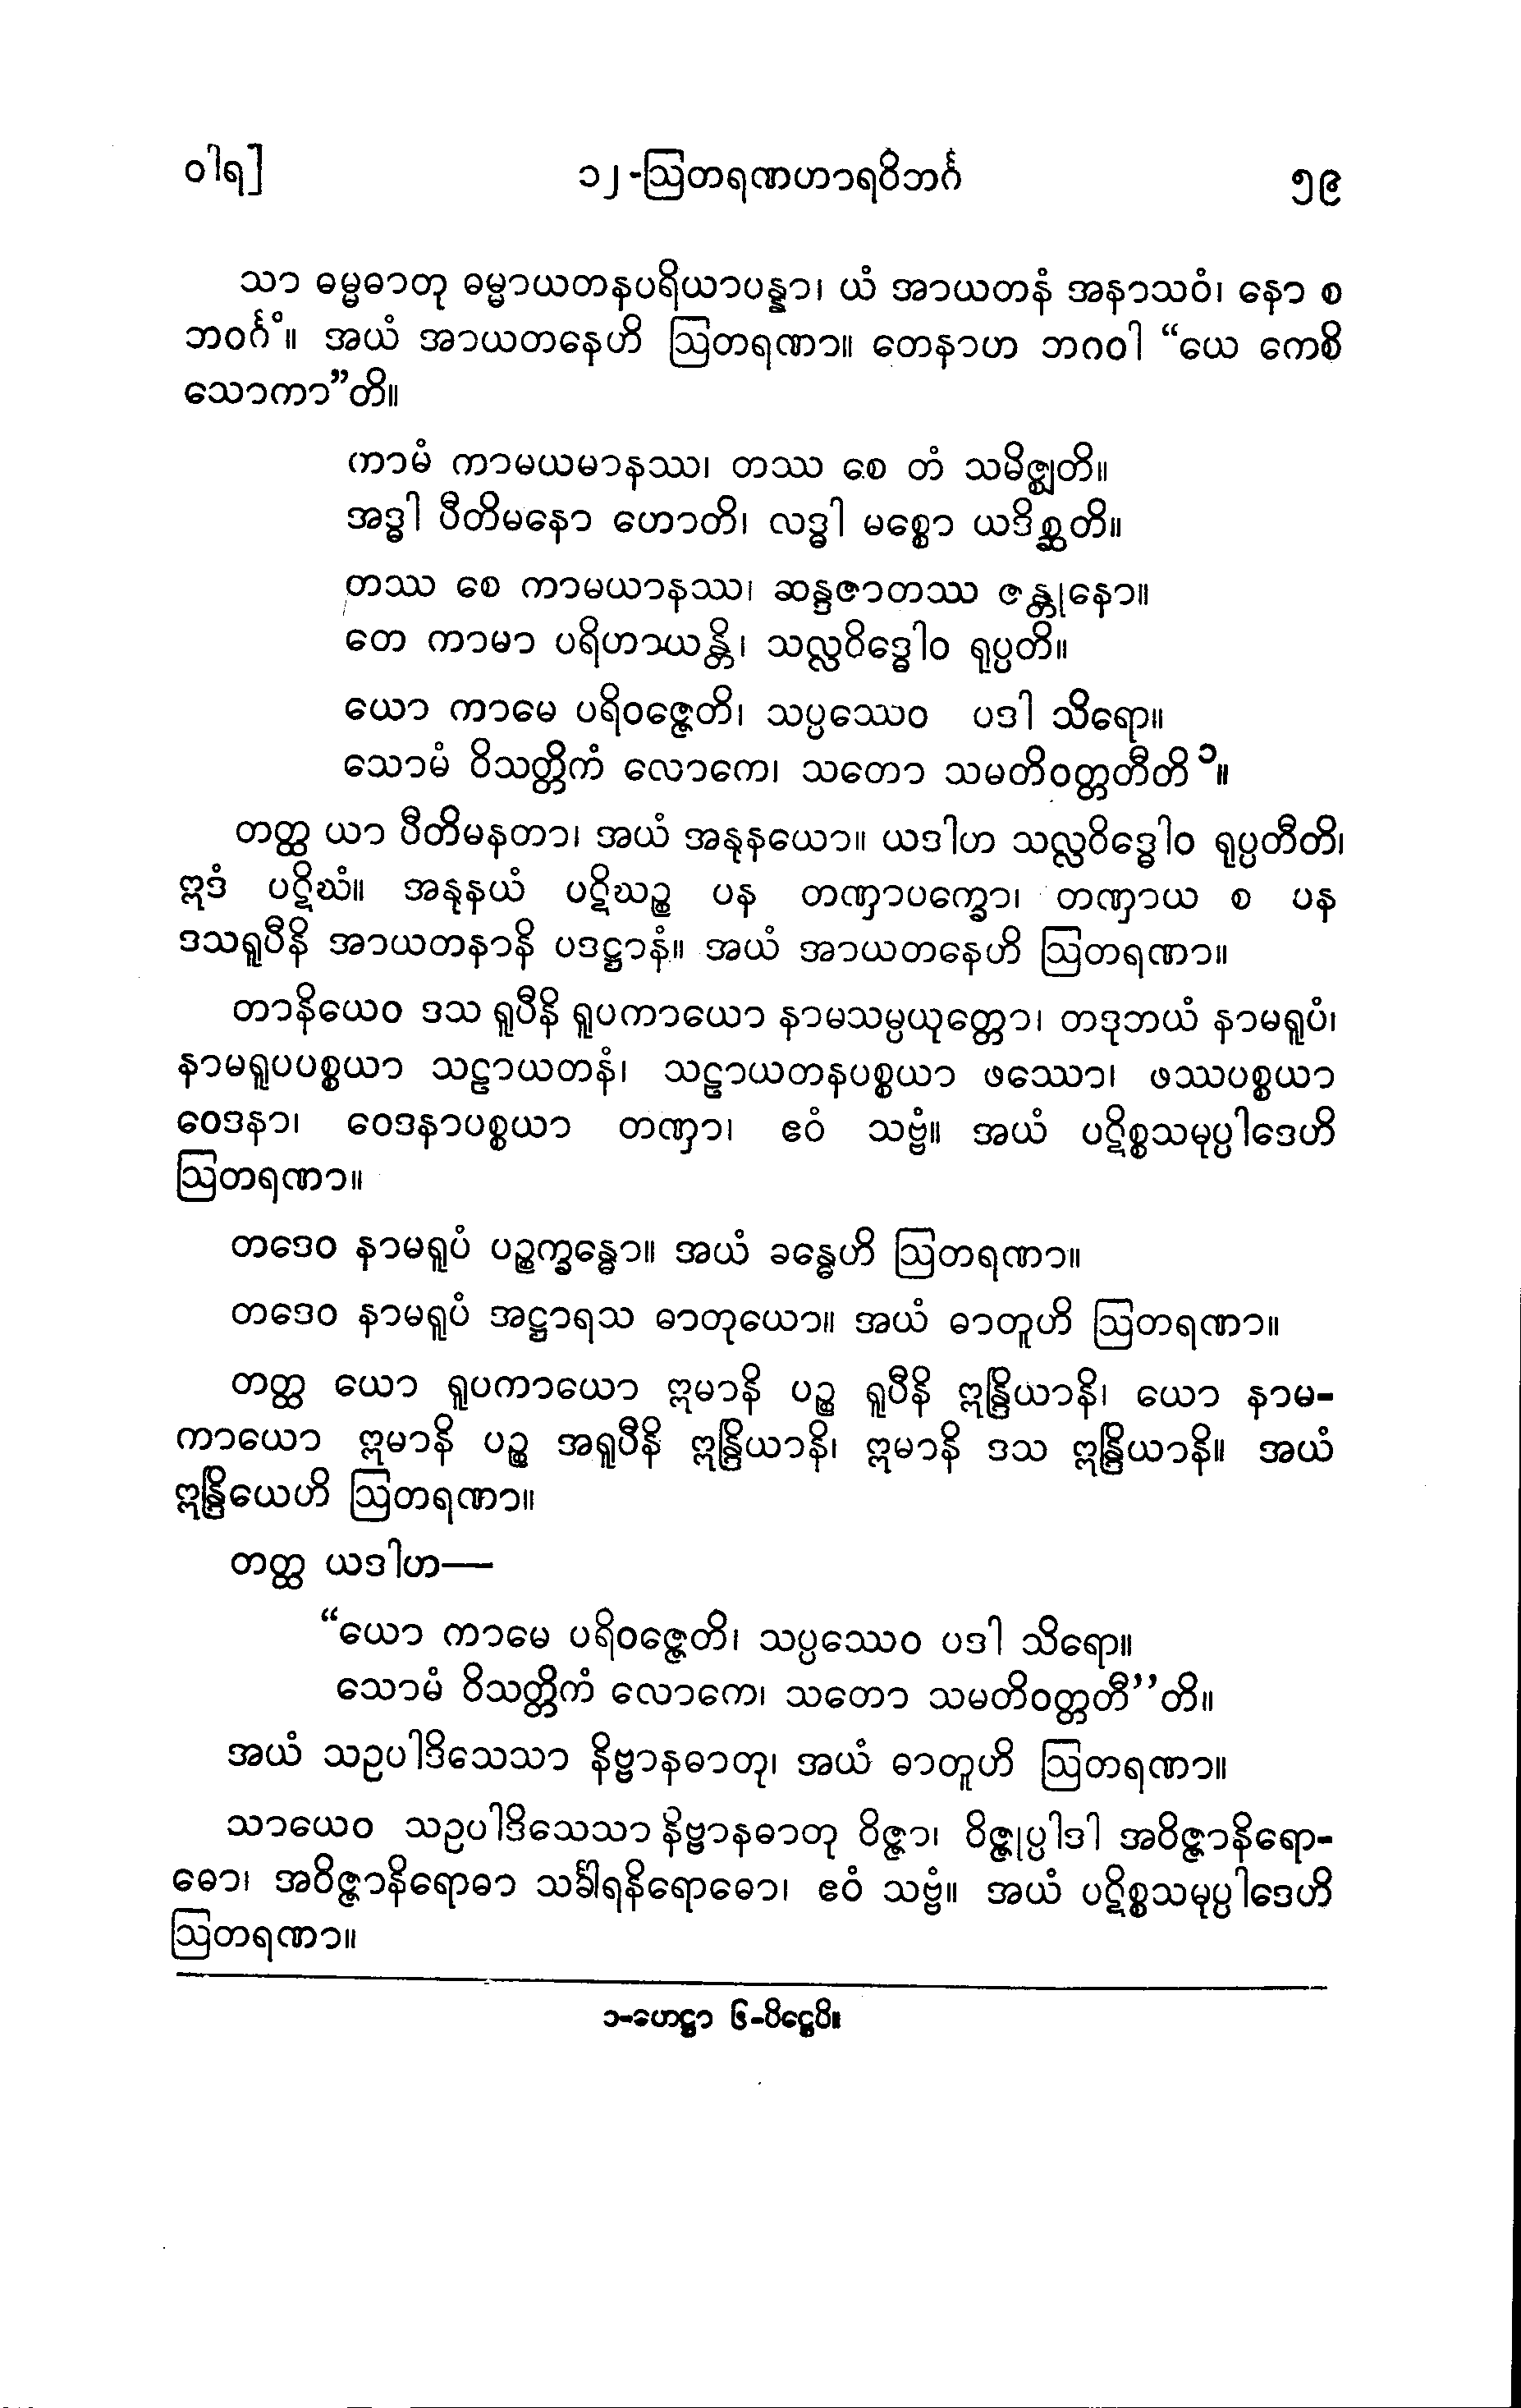 ဝါရ]
၁၂-ဩတရဏဟာရဝိဘင်္ဂ
၅၉
သာ ဓမ္မဓာတု ဓမ္မာယတနပရိယာပန္နာ၊ ယံ အာယတနံ အနာသဝံ၊ နော စ
ဘဝင်္ဂံ။ အယံ အာယတနေဟိ ဩတရဏာ။ တေနာဟ ဘဂဝါ “ယေ ကေစိ
သောကာ”တိ။
ကာမံ ကာမယမာနဿ၊ တဿ စေ တံ သမိဇ္ဈတိ။
အဒ္ဓါ ပီတိမနော ဟောတိ၊ လဒ္ဓါ မစ္စော ယဒိစ္ဆတိ။
တဿ စေ ကာမယာနဿ၊ ဆန္ဒဇာတဿ ဇန္တုနော။
တေ ကာမာ ပရိဟာယန္တိ၊ သလ္လဝိဒ္ဓေါဝ ရုပ္ပတိ။
ယော ကာမေ ပရိဝဇ္ဇေတိ၊ သပ္ပဿေဝ ပဒါ သိရော။
သောမံ ဝိသတ္တိကံ လောကေ၊ သတော သမတိဝတ္တတီတိ ၁။
တတ္ထ ယာ ပီတိမနတာ၊ အယံ အနုနယော။ ယဒါဟ သလ္လဝိဒ္ဓေါဝ ရုပ္ပတီတိ၊
ဣဒံ ပဋိဃံ။ အနုနယံ ပဋိဃဉ္စ ပန တဏှာပက္ခော၊ တဏှာယ စ ပန
ဒသရူပီနိ အာယတနာနိ ပဒဋ္ဌာနံ။ အယံ အာယတနေဟိ ဩတရဏာ။
တာနိယေဝ ဒသ ရူပီနိ ရူပကာယော နာမသမ္ပယုတ္တော၊ တဒုဘယံ နာမရူပံ၊
နာမရူပပစ္စယာ သဠာယတနံ၊ သဠာယတနပစ္စယာ ဖဿော၊ ဖဿပစ္စယာ
ဝေဒနာ၊ ဝေဒနာပစ္စယာ တဏှာ၊ ဧဝံ သဗ္ဗံ။ အယံ ပဋိစ္စသမုပ္ပါဒေဟိ
ဩတရဏာ။
တဒေဝ နာမရူပံ ပဉ္စက္ခန္ဓော။ အယံ ခန္ဓေဟိ ဩတရဏာ။
တဒေဝ နာမရူပံ အဋ္ဌာရသ ဓာတုယော။ အယံ ဓာတူဟိ ဩတရဏာ။
တတ္ထ ယော ရူပကာယော ဣမာနိ ပဉ္စ ရူပီနိ ဣန္ဒြိယာနိ၊ ယော နာမ-
ကာယော ဣမာနိ ပဉ္စ အရူပီနိ ဣန္ဒြိယာနိ၊ ဣမာနိ ဒသ ဣန္ဒြိယာနိ။ အယံ
ဣန္ဒြိယေဟိ ဩတရဏာ။
တတ္ထ ယဒါဟ—
“ယော ကာမေ ပရိဝဇ္ဇေတိ၊ သပ္ပဿေဝ ပဒါ သိရော။
သောမံ ဝိသတ္တိကံ လောကေ၊ သတော သမတိဝတ္တတီ’’တိ။
အယံ သဥပါဒိသေသာ နိဗ္ဗာနဓာတု၊ အယံ ဓာတူဟိ ဩတရဏာ။
သာယေဝ သဥပါဒိသေသာ နိဗ္ဗာနဓာတု ဝိဇ္ဇာ၊ ဝိဇ္ဇုပ္ပါဒါ အဝိဇ္ဇာနိရော-
ဓော၊ အဝိဇ္ဇာနိရောဓာ သင်္ခါရနိရောဓော၊ ဧဝံ သဗ္ဗံ။ အယံ ပဋိစ္စသမုပ္ပါဒေဟိ
ဩတရဏာ။
၁-ဟေဋ္ဌာ ၆-ပိဋ္ဌေပိ။